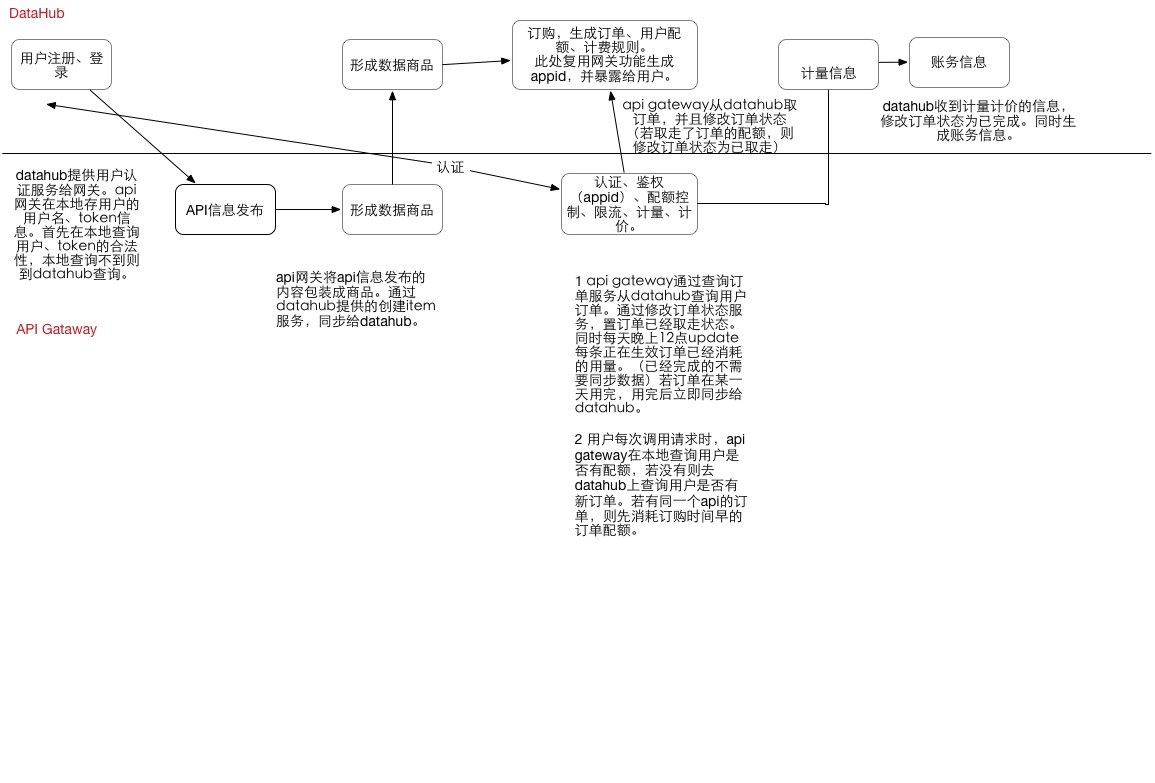 DataHub
用户注册、登
录
形成数据商品
订购，生成订单、用户配
额、计费规则。
此处复用网关功能生成
appid，并暴露给用户。
计量信息
账务信息
api gateway从datahub取
订单，并且修改订单状态
（若取走了订单的配额，则
修改订单状态为已取走）
datahub收到计量计价的信息，
修改订单状态为已完成。同时生
成账务信息。
认证
datahub提供用户认
证服务给网关。api
网关在本地存用户的
用户名、token信
息。首先在本地查询
用户、token的合法
性，本地查询不到则
到datahub查询。
API信息发布
形成数据商品
认证、鉴权
（appid）、配额控
制、限流、计量、计
价。
api网关将api信息发布的
内容包装成商品。通过
datahub提供的创建item
服务，同步给datahub。
API Gataway
1 api gateway通过查询订
单服务从datahub查询用户
订单。通过修改订单状态服
务，置订单已经取走状态。
同时每天晚上12点update
每条正在生效订单已经消耗
的用量。（已经完成的不需
要同步数据）若订单在某一
天用完，用完后立即同步给
datahub。
2 用户每次调用请求时，api
gateway在本地查询用户是
否有配额，若没有则去
datahub上查询用户是否有
新订单。若有同一个api的订
单，则先消耗订购时间早的
订单配额。